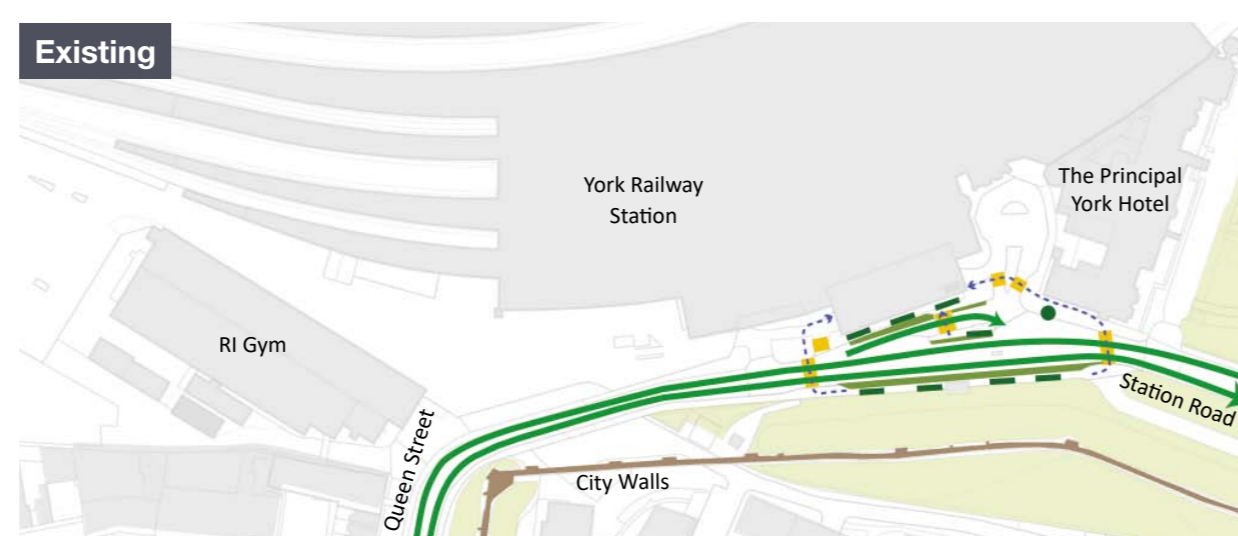 Existing
York Railway
Station
The Principal
York Hotel
RI Gym
Queen Street
City Walls
Station Road